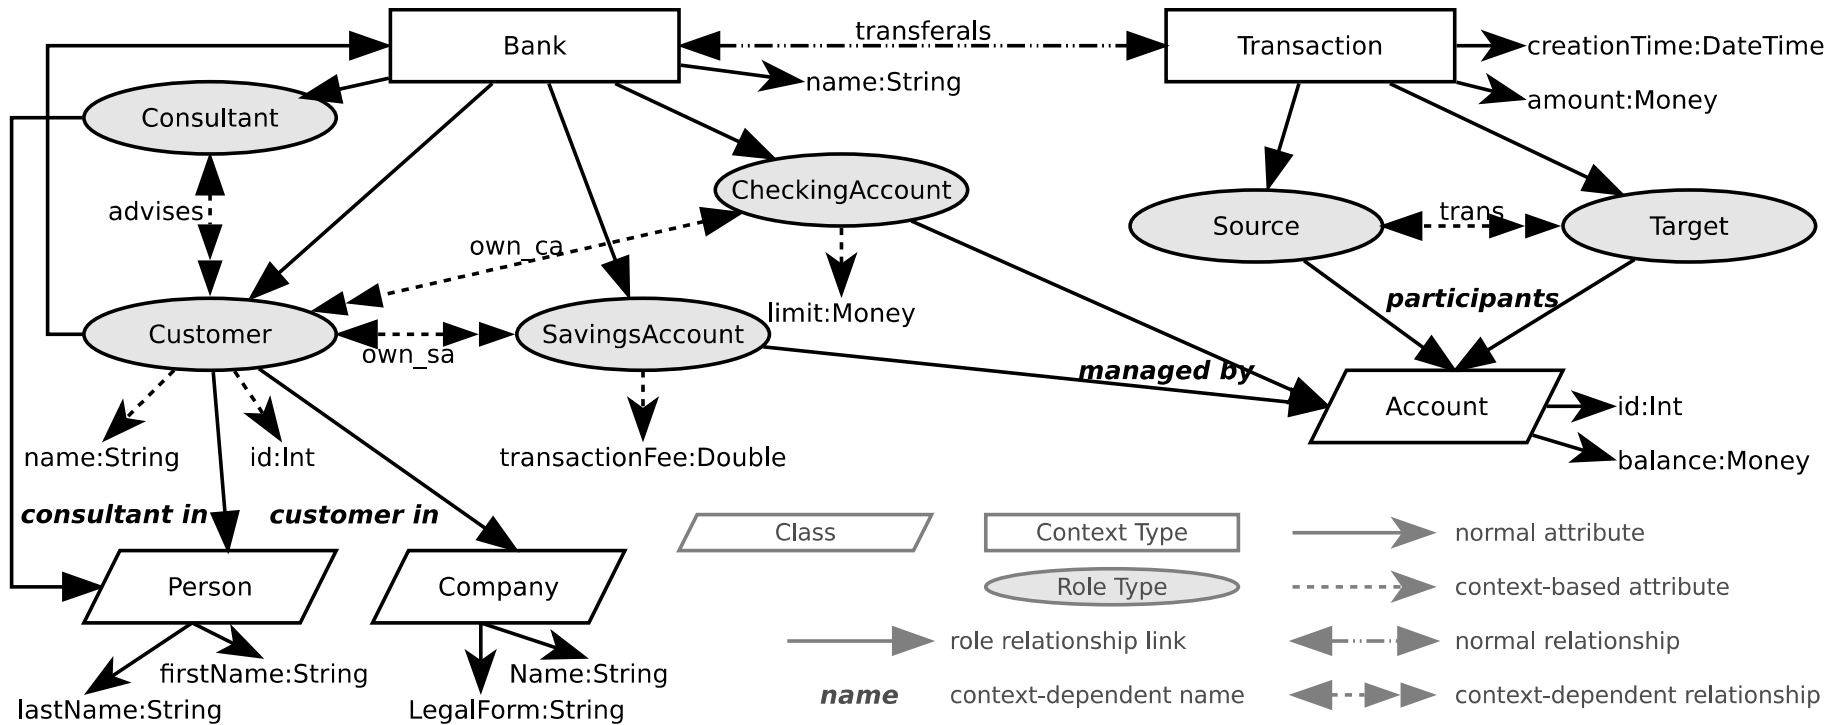 Bank
transferals
Transaction
creationTime:DateTime
name:String
amount:Money
Consultant
CheckingAccount
advises
Source
trans
Target
own_ca
participants
limit:Money
Customer
SavingsAccount
own_sa
managed by
Account
id:Int
name:String
id:Int
transactionFee:Double
balance:Money
consultant in
customer in
Class
Context Type
normal attribute
Person
Company
Role Type
context-based attribute
role relationship link
normal relationship
firstName:String
Name:String
name
context-dependent name
context-dependent relationship
lastName:String
LegalForm:String